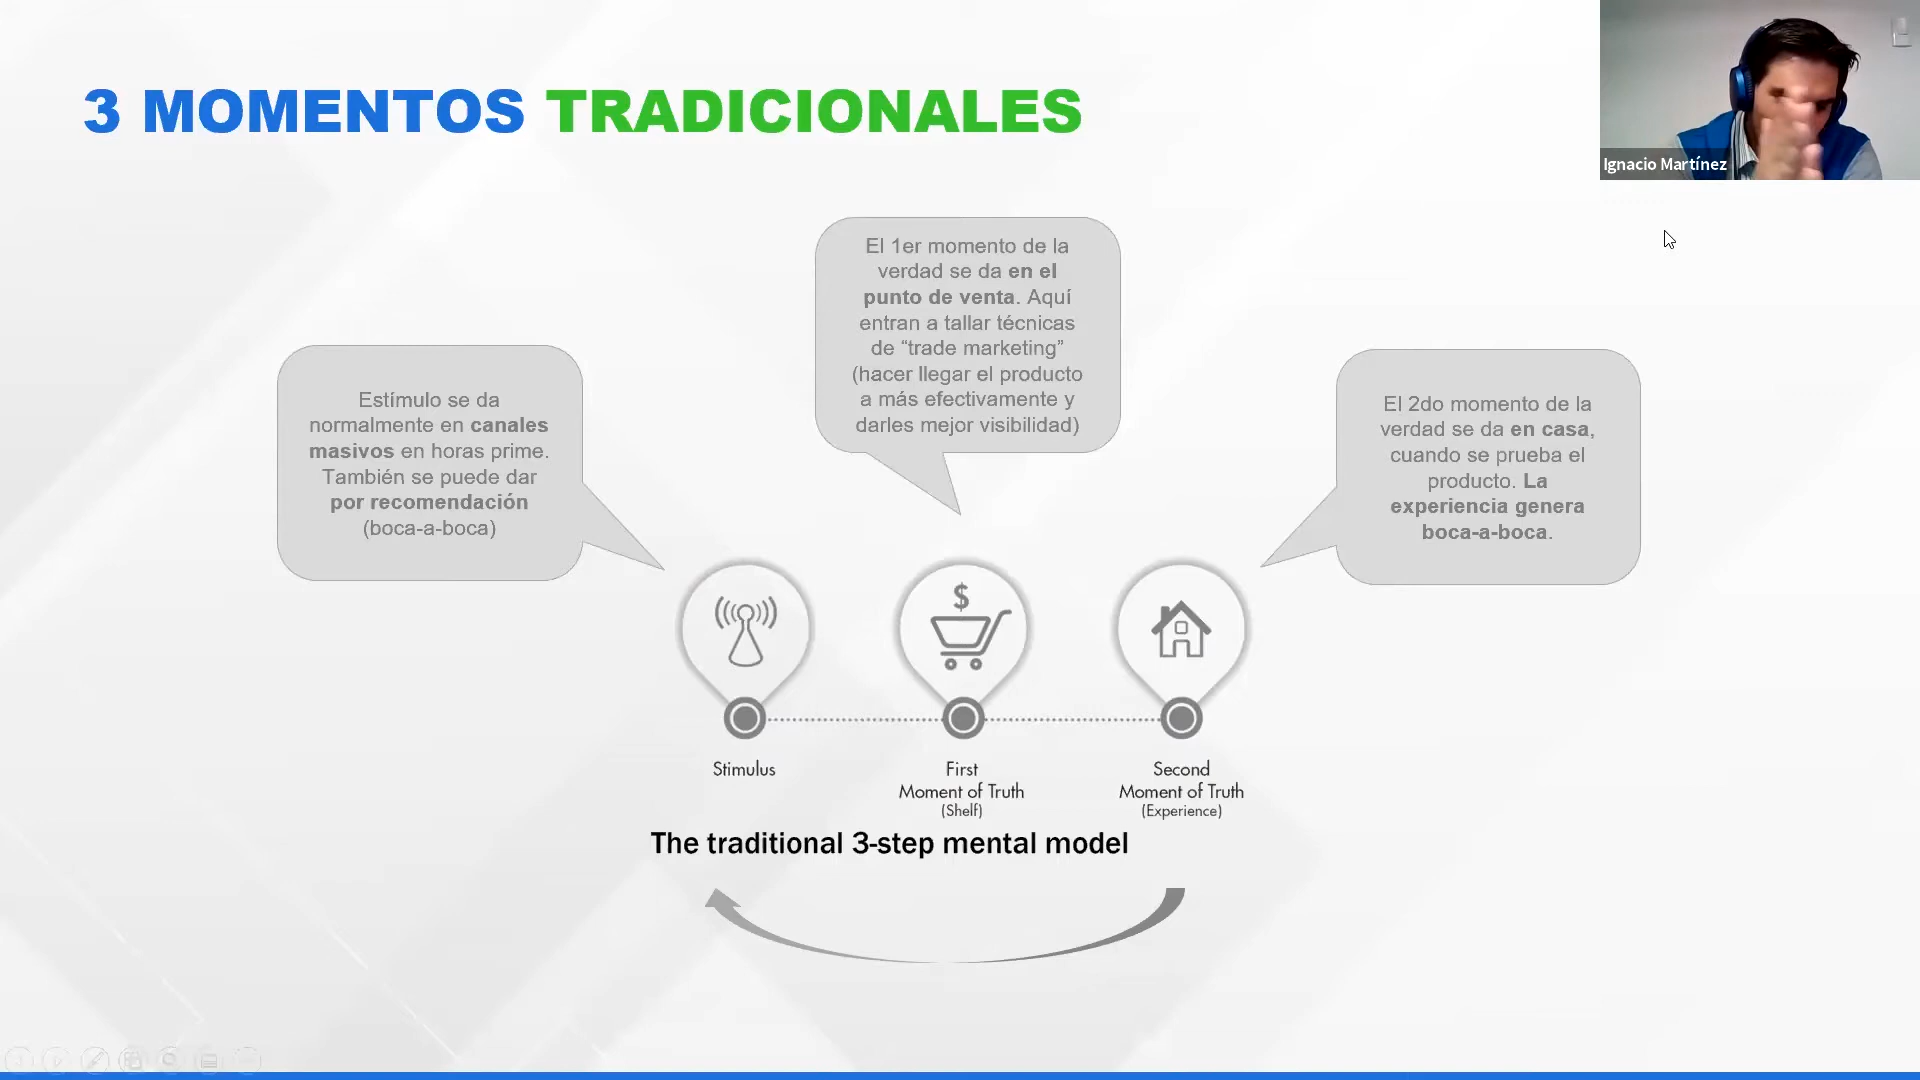 3 MOMENTOS TRADICIONALES
Ignacio Martínez
El 1er momento de la
verdad se da en el
punto de venta. Aquí
entran a tallar técnicas
de “trade marketing”
(hacer llegar el producto
a más efectivamente y
darles mejor visibilidad)
Estímulo se da
normalmente en canales
masivos en horas prime.
También se puede dar
por recomendación
(boca-a-boca)
El 2do momento de la
verdad se da en casa,
cuando se prueba el
producto. La
experiencia genera
boca-a-boca.
$
Stimulus
First
Moment of Truth
(Shelf)
Second
Moment of Truth
(Experience)
The traditional 3-step mental model